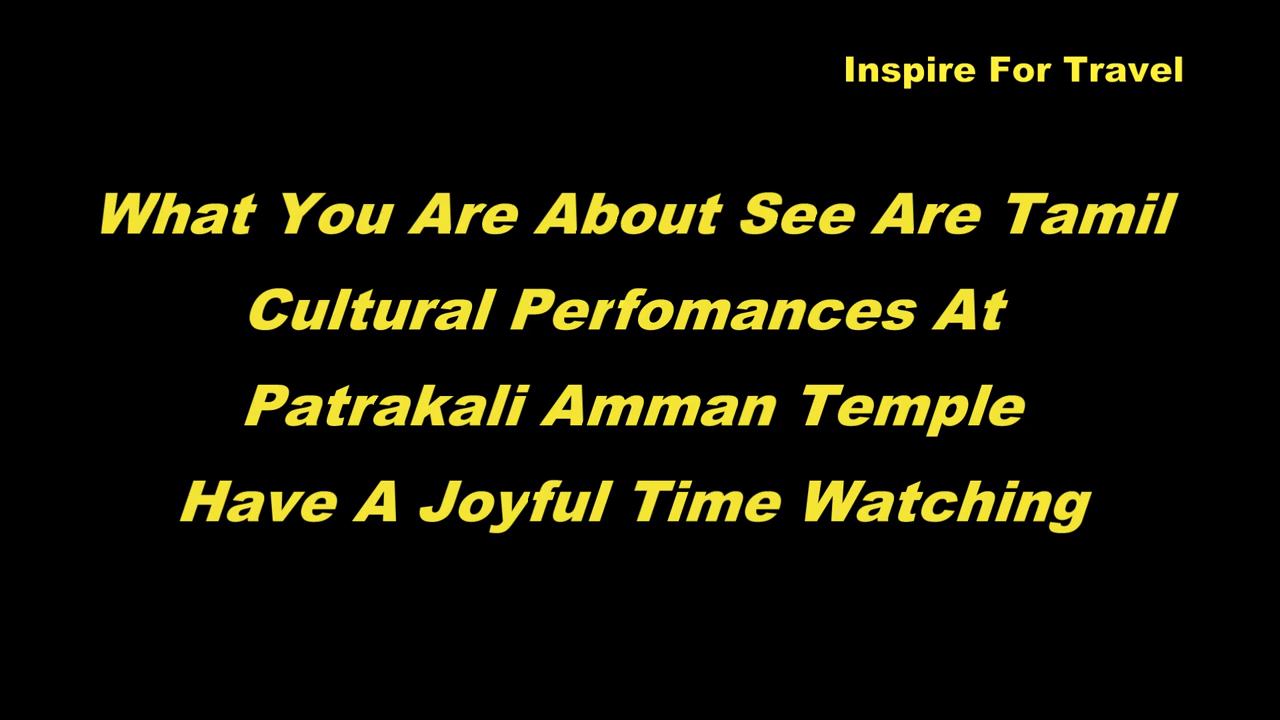 Inspire For Travel
What You Are About See Are Tamil
Cultural Perfomances At
Patrakali Amman Temple
Have A Joyful Time Watching